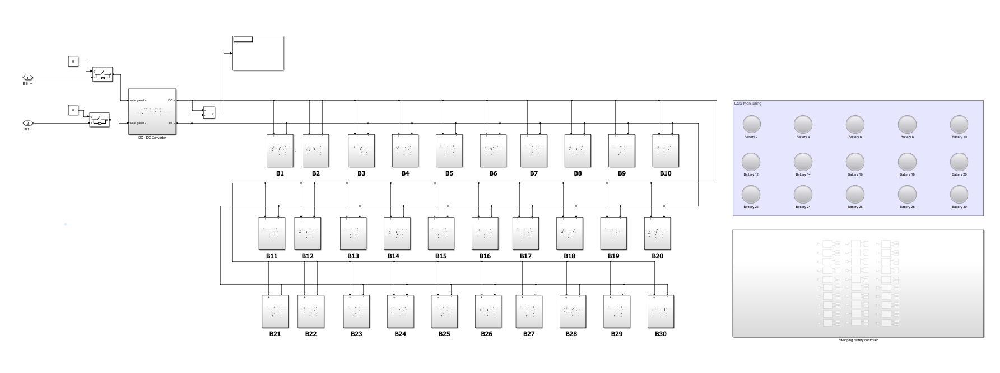 0
g
1
2
1
BB +
0
g
1
2
2
BB -
solar panel +
DC +
solar panel -
DC -
DC - DC Converter
+
-
v
B1
B2
B3
B4
B5
B6
B7
B8
B9
B10
B11
B12
B13
B14
B15
B16
B17
B18
B19
B20
B21
B22
B23
B24
B25
B26
B27
B28
B29
B30
ESS Monitoring
Battery 2
Battery 4
Battery 6
Battery 8
Battery 10
Battery 12
Battery 14
Battery 16
Battery 18
Battery 20
Battery 22
Battery 24
Battery 26
Battery 28
Battery 30
Swapping battery controller